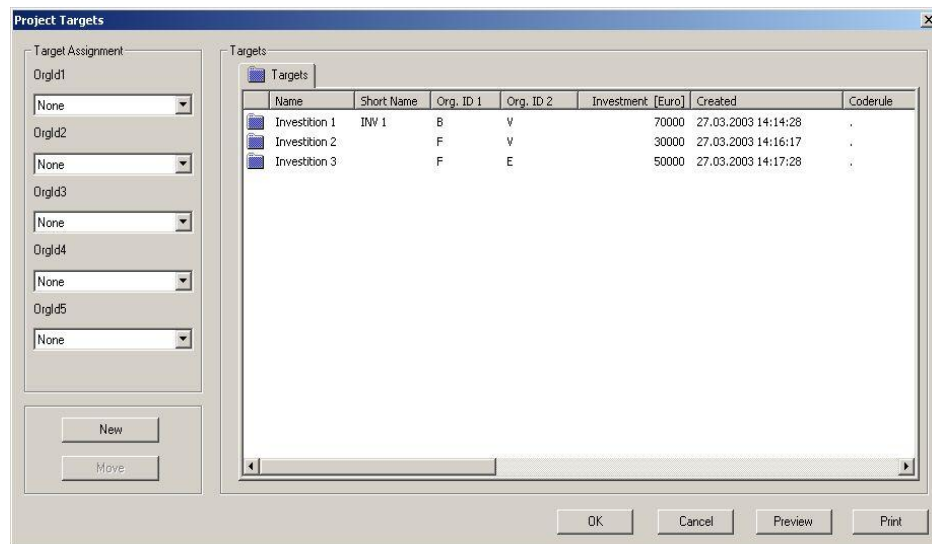 Project Targets
Target Assignment
OrgId1
None
OrgId2
None
OrgId3
None
OrgId4
None
OrgId5
None
New
Move
Targets
Targets
Name Short Name Org. ID 1 Org. ID 2 Investment [Euro] Created Coderule
Investition 1 INV 1 B V 70000 27.03.2003 14:14:28 .
Investition 2 F V 30000 27.03.2003 14:16:17 .
Investition 3 F E 50000 27.03.2003 14:17:28 .
OK Cancel Preview Print